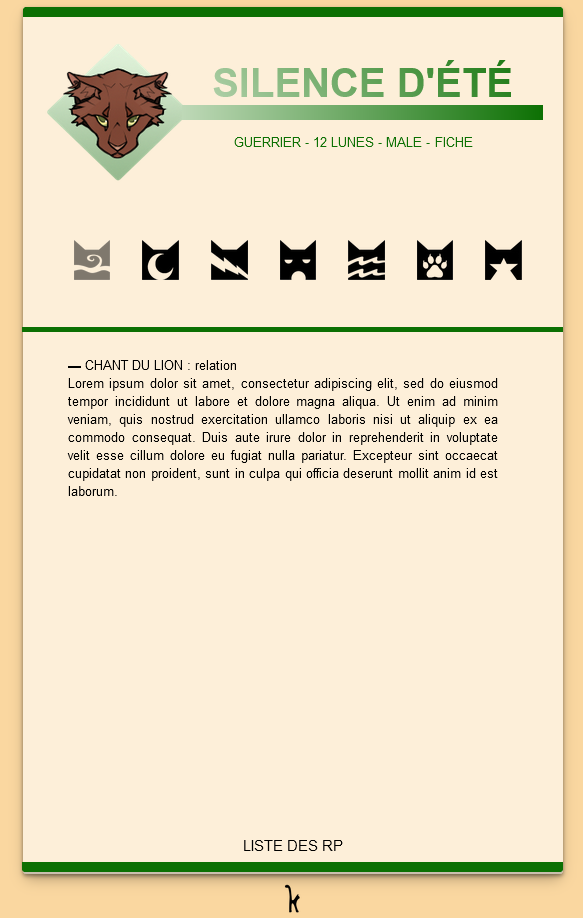 SILENCE D'ÉTÉ
GUERRIER - 12 LUNES - MALE - FICHE
— CHANT DU LION : relation
Lorem ipsum dolor sit amet, consectetur adipiscing elit, sed do eiusmod
tempor incididunt ut labore et dolore magna aliqua. Ut enim ad minim
veniam, quis nostrud exercitation ullamco laboris nisi ut aliquip ex ea
commodo consequat. Duis aute irure dolor in reprehenderit in voluptate
velit esse cillum dolore eu fugiat nulla pariatur. Excepteur sint occaecat
cupidatat non proident, sunt in culpa qui officia deserunt mollit anim id est
laborum.
LISTE DES RP
k